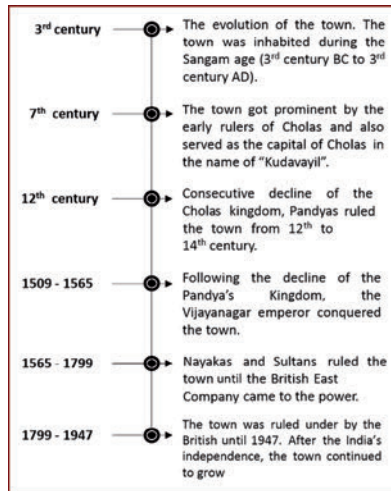 3rd century
The evolution of the town. The
town was inhabited during the
Sangam age (3rd century BC to 3rd
century AD).
7th century
The town got prominent by the
early rulers of Cholas and also
served as the capital of Cholas in
the name of "Kudavayil".
12th century
Consecutive decline of the
Cholas kingdom, Pandyas ruled
the town from 12th to
14th century.
1509 - 1565
Following the decline of the
Pandya's Kingdom, the
Vijayanagar emperor conquered
the town.
1565 - 1799
Nayakas and Sultans ruled the
town until the British East
Company came to the power.
1799 - 1947
The town was ruled under by the
British until 1947. After the India's
independence, the town continued
to grow